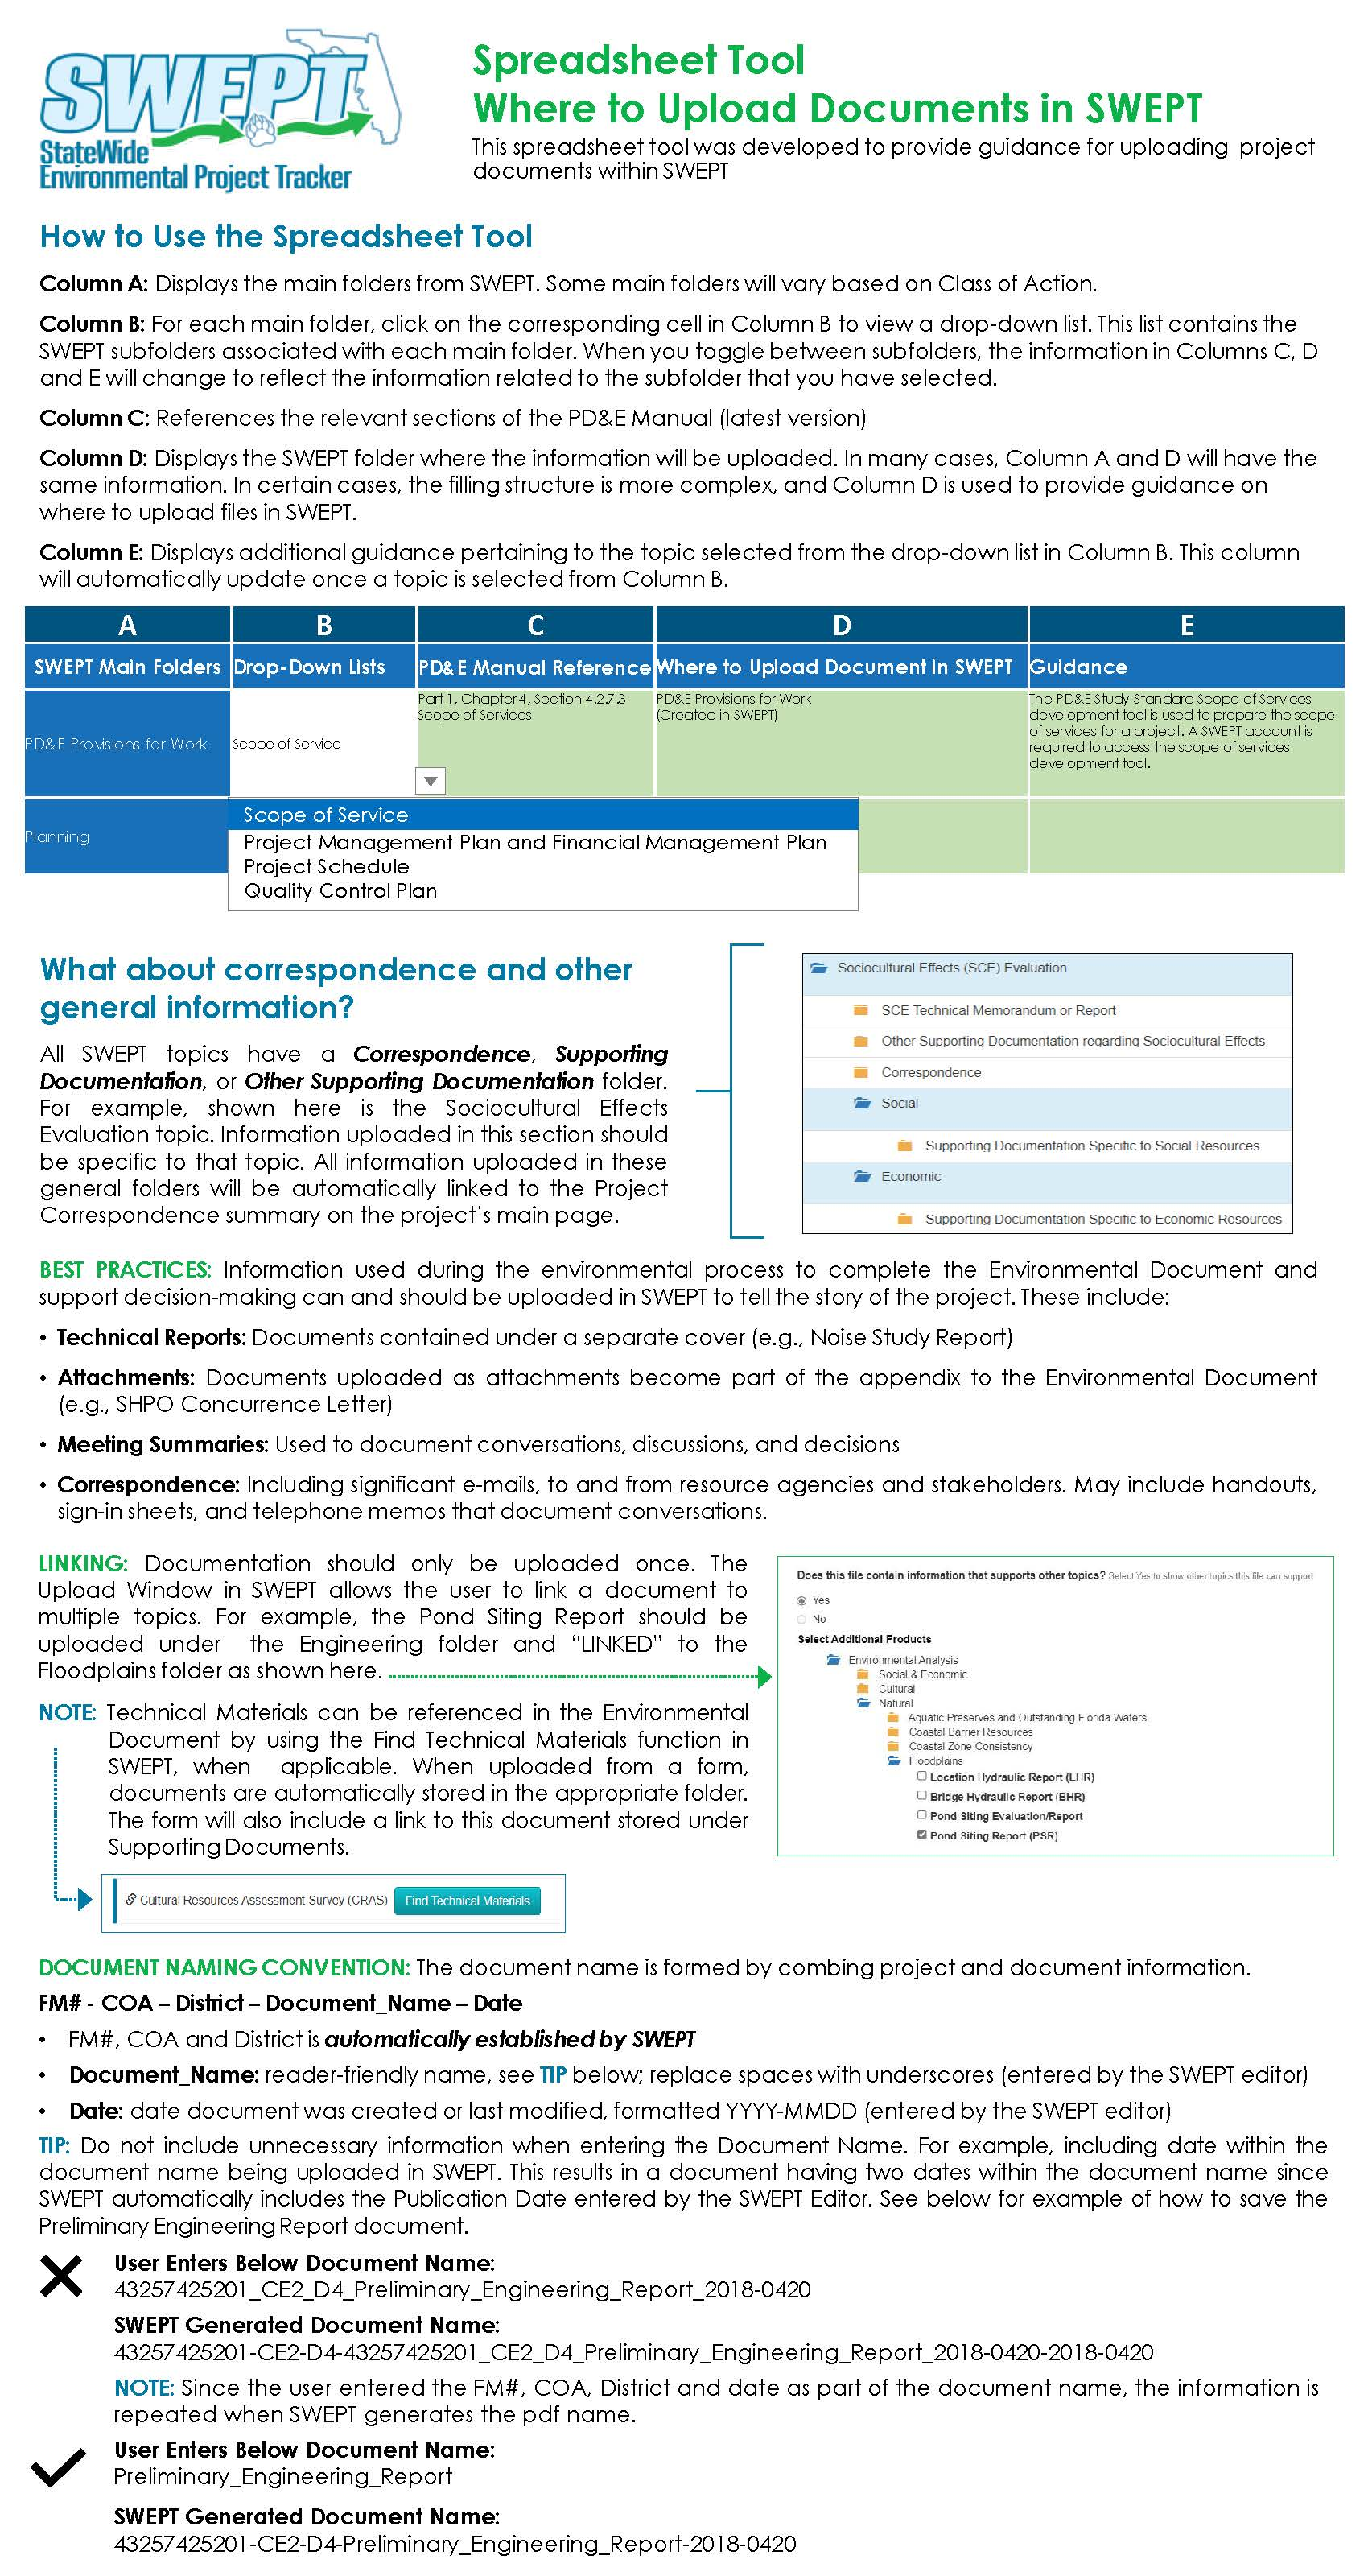 SWEPT
StateWide
Environmental Project Tracker
Spreadsheet Tool
Where to Upload Documents in SWEPT
This spreadsheet tool was developed to provide guidance for uploading project
documents within SWEPT
How to Use the Spreadsheet Tool
Column A: Displays the main folders from SWEPT. Some main folders will vary based on Class of Action.
Column B: For each main folder, click on the corresponding cell in Column B to view a drop-down list. This list contains the
SWEPT subfolders associated with each main folder. When you toggle between subfolders, the information in Columns C, D
and E will change to reflect the information related to the subfolder that you have selected.
Column C: References the relevant sections of the PD&E Manual (latest version)
Column D: Displays the SWEPT folder where the information will be uploaded. In many cases, Column A and D will have the
same information. In certain cases, the filling structure is more complex, and Column D is used to provide guidance on
where to upload files in SWEPT.
Column E: Displays additional guidance pertaining to the topic selected from the drop-down list in Column B. This column
will automatically update once a topic is selected from Column B.
A B C D E
SWEPT Main Folders Drop-Down Lists PD&E Manual Reference Where to Upload Document in SWEPT Guidance
PD&E Provisions for Work
Scope of Service
Part 1, Chapter 4, Section 4.2.7.3
Scope of Services
PD&E Provisions for Work
(Created in SWEPT)
The PD&E Study Standard Scope of Services
development tool is used to prepare the scope
of services for a project. A SWEPT account is
required to access the scope of services
development tool.
Planning
Scope of Service
Project Management Plan and Financial Management Plan
Project Schedule
Quality Control Plan
What about correspondence and other
general information?
All SWEPT topics have a Correspondence, Supporting
Documentation, or Other Supporting Documentation folder.
For example, shown here is the Sociocultural Effects
Evaluation topic. Information uploaded in this section should
be specific to that topic. All information uploaded in these
general folders will be automatically linked to the Project
Correspondence summary on the project's main page.
Sociocultural Effects (SCE) Evaluation
SCE Technical Memorandum or Report
Other Supporting Documentation regarding Sociocultural Effects
Correspondence
Social
Supporting Documentation Specific to Social Resources
Economic
Supporting Documentation Specific to Economic Resources
BEST PRACTICES: Information used during the environmental process to complete the Environmental Document and
support decision-making can and should be uploaded in SWEPT to tell the story of the project. These include:
• Technical Reports: Documents contained under a separate cover (e.g., Noise Study Report)
• Attachments: Documents uploaded as attachments become part of the appendix to the Environmental Document
(e.g., SHPO Concurrence Letter)
• Meeting Summaries: Used to document conversations, discussions, and decisions
• Correspondence: Including significant e-mails, to and from resource agencies and stakeholders. May include handouts,
sign-in sheets, and telephone memos that document conversations.
LINKING: Documentation should only be uploaded once. The
Upload Window in SWEPT allows the user to link a document to
multiple topics. For example, the Pond Siting Report should be
uploaded under the Engineering folder and “LINKED” to the
Floodplains folder as shown here.
NOTE: Technical Materials can be referenced in the Environmental
Document by using the Find Technical Materials function in
SWEPT, when applicable. When uploaded from a form,
documents are automatically stored in the appropriate folder.
The form will also include a link to this document stored under
Supporting Documents.
Cultural Resources Assessment Survey (CRAS) Find Technical Materials
Does this file contain information that supports other topics? Select Yes to show other topics this file can support
Yes
No
Select Additional Products
Environmental Analysis
Social & Economic
Cultural
Natural
Aquatic Preserves and Outstanding Florida Waters
Coastal Barrier Resources
Coastal Zone Consistency
Floodplains
Location Hydraulic Report (LHR)
Bridge Hydraulic Report (BHR)
Pond Siting Evaluation/Report
Pond Siting Report (PSR)
DOCUMENT NAMING CONVENTION: The document name is formed by combing project and document information.
FM# - COA – District – Document_Name – Date
• FM#, COA and District is automatically established by SWEPT
• Document_Name: reader-friendly name, see TIP below; replace spaces with underscores (entered by the SWEPT editor)
• Date: date document was created or last modified, formatted YYYY-MMDD (entered by the SWEPT editor)
TIP: Do not include unnecessary information when entering the Document Name. For example, including date within the
document name being uploaded in SWEPT. This results in a document having two dates within the document name since
SWEPT automatically includes the Publication Date entered by the SWEPT Editor. See below for example of how to save the
Preliminary Engineering Report document.
User Enters Below Document Name:
43257425201_CE2_D4_Preliminary_Engineering_Report_2018-0420
SWEPT Generated Document Name:
43257425201-CE2-D4-43257425201_CE2_D4_Preliminary_Engineering_Report_2018-0420-2018-0420
NOTE: Since the user entered the FM#, COA, District and date as part of the document name, the information is
repeated when SWEPT generates the pdf name.
User Enters Below Document Name:
Preliminary_Engineering_Report
SWEPT Generated Document Name:
43257425201-CE2-D4-Preliminary_Engineering_Report-2018-0420